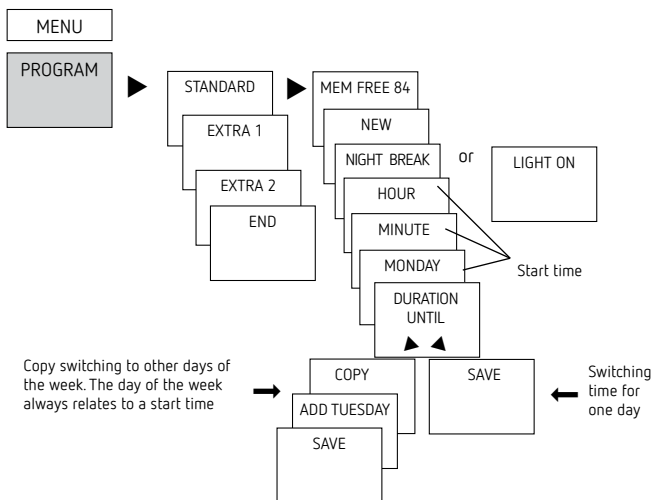 MENU
PROGRAM
STANDARD
EXTRA 1
EXTRA 2
END
MEM FREE 84
NEW
NIGHT BREAK
or
LIGHT ON
HOUR
MINUTE
MONDAY
Start time
DURATION
UNTIL
Copy switching to other days of
the week. The day of the week
always relates to a start time
COPY
ADD TUESDAY
SAVE
SAVE
Switching
time for
one day